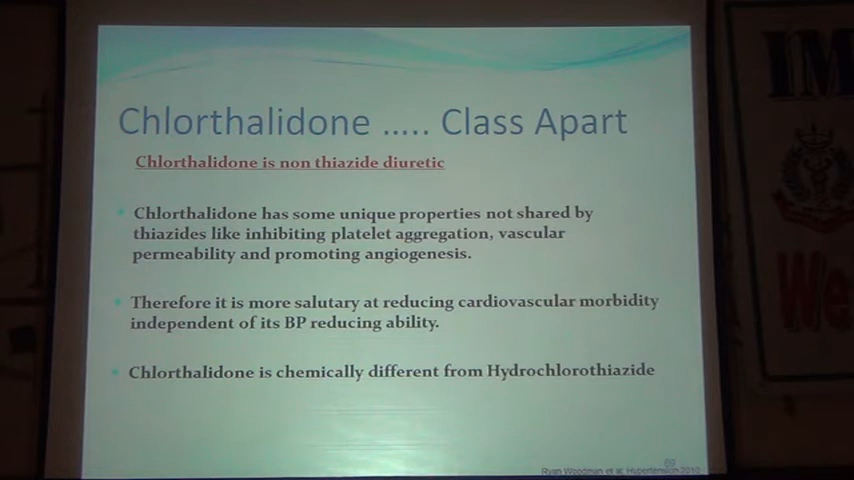 Chlorthalidone ..... Class Apart
Chlorthalidone is non thiazide diuretic
Chlorthalidone has some unique properties not shared by
thiazides like inhibiting platelet aggregation, vascular
permeability and promoting angiogenesis.
Therefore it is more salutary at reducing cardiovascular morbidity
independent of its BP reducing ability.
Chlorthalidone is chemically different from Hydrochlorothiazide
Ryan Woodman et al; Hypertension 2010
IM
We